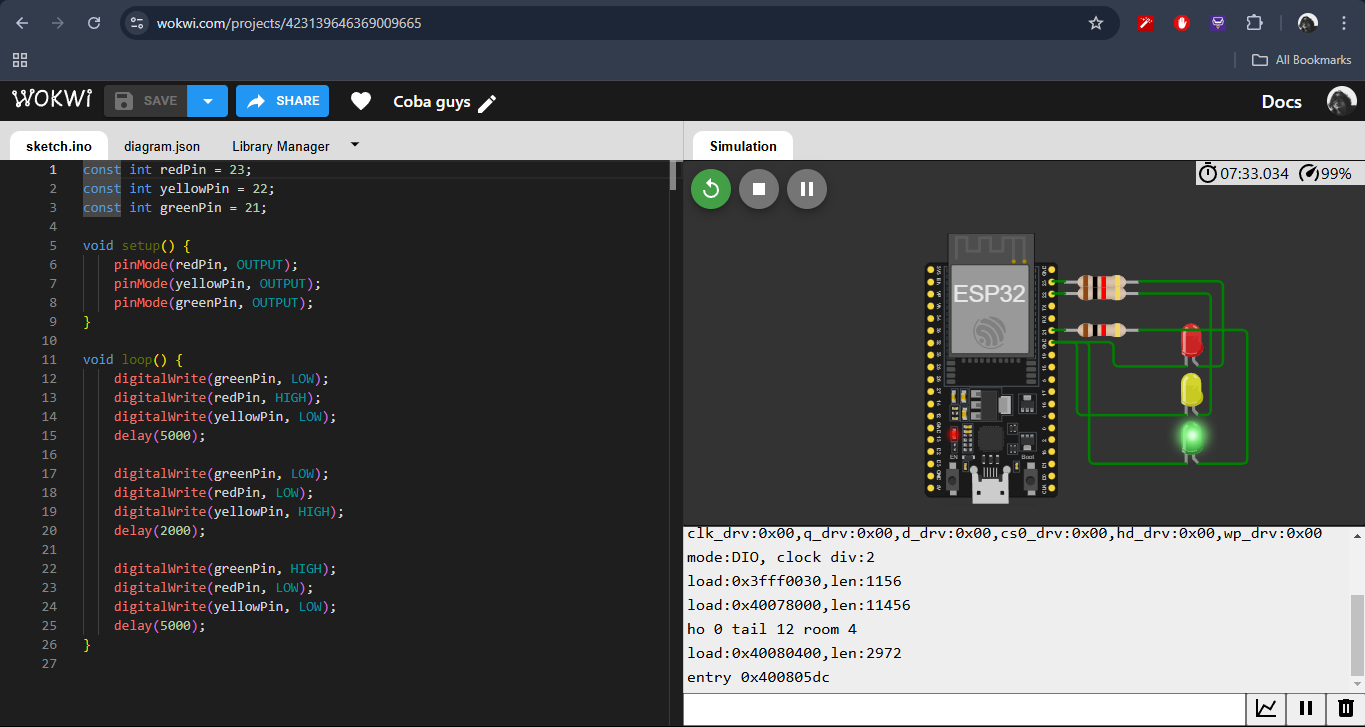 wokwi.com/projects/423139646369009665
All Bookmarks
WOKWi
SAVE
SHARE
Coba guys
Docs
sketch.ino
diagram.json
Library Manager
1 const int redPin = 23;
2 const int yellowPin = 22;
3 const int greenPin = 21;
4
5 void setup() {
6 pinMode(redPin, OUTPUT);
7 pinMode(yellowPin, OUTPUT);
8 pinMode(greenPin, OUTPUT);
9 }
10
11 void loop() {
12 digitalWrite(greenPin, LOW);
13 digitalWrite(redPin, HIGH);
14 digitalWrite(yellowPin, LOW);
15 delay(5000);
16
17 digitalWrite(greenPin, LOW);
18 digitalWrite(redPin, LOW);
19 digitalWrite(yellowPin, HIGH);
20 delay(2000);
21
22 digitalWrite(greenPin, HIGH);
23 digitalWrite(redPin, LOW);
24 digitalWrite(yellowPin, LOW);
25 delay(5000);
26 }
27
Simulation
07:33.034
99%
ESP32
EN
Boot
clk_drv:0x00,q_drv:0x00,d_drv:0x00,cs0_drv:0x00,hd_drv:0x00,wp_drv:0x00
mode:DIO, clock div:2
load:0x3fff0030,len:1156
load:0x40078000,len:11456
ho 0 tail 12 room 4
load:0x40080400,len:2972
entry 0x400805dc